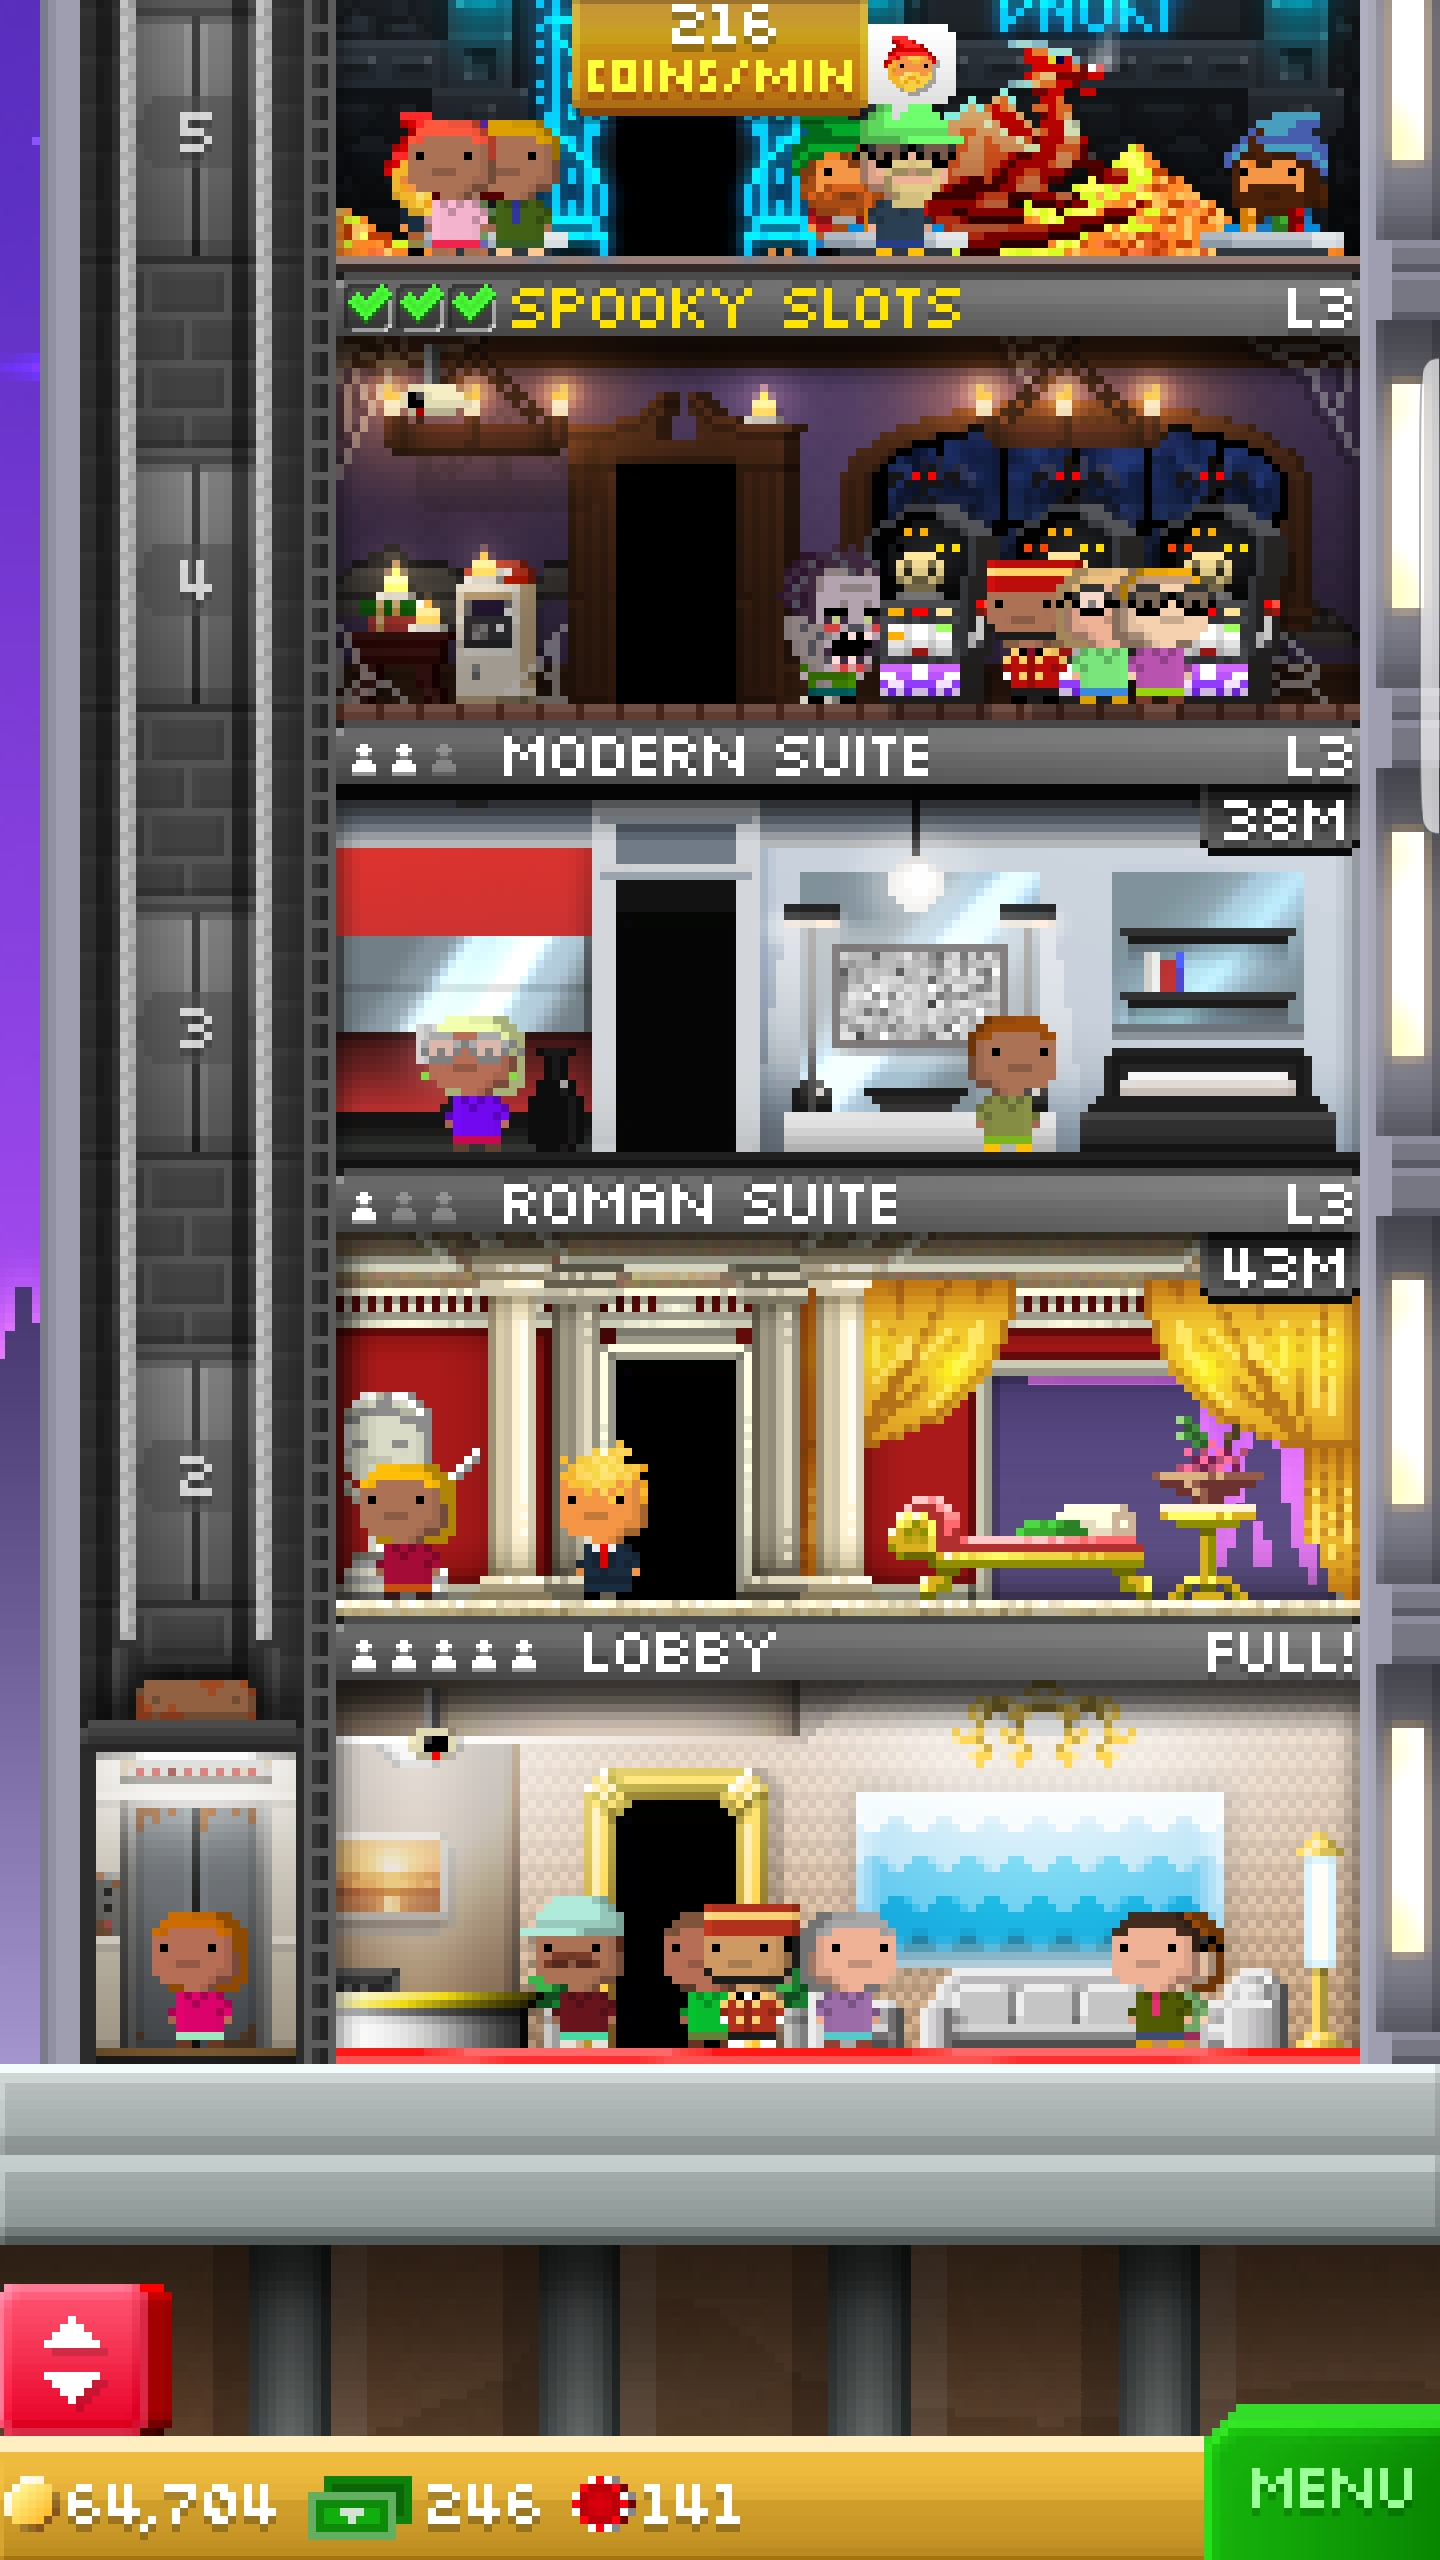 216
COINS/MIN
5
SPOOKY SLOTS L3
4
MODERN SUITE L3
38M
3
ROMAN SUITE L3
43M
2
LOBBY FULL!
64,704 246 141
MENU